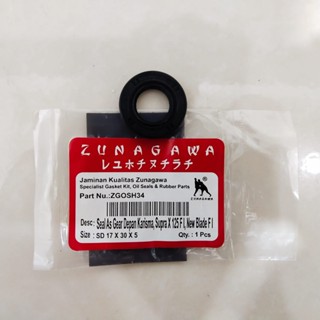 ZUNAGAWA
レユホチヌチラチ
Jaminan Kualitas Zunagawa
Specialist Gasket Kit, Oil Seals & Rubber Parts
ZUNAGAWA
Part Nu.:ZGOSH34
Desc : Seal As Gear Depan Karisma, Supra X 125 F I, New Blade F I
Size : SD 17 X 30 X 5
Qty. : 1 Pcs